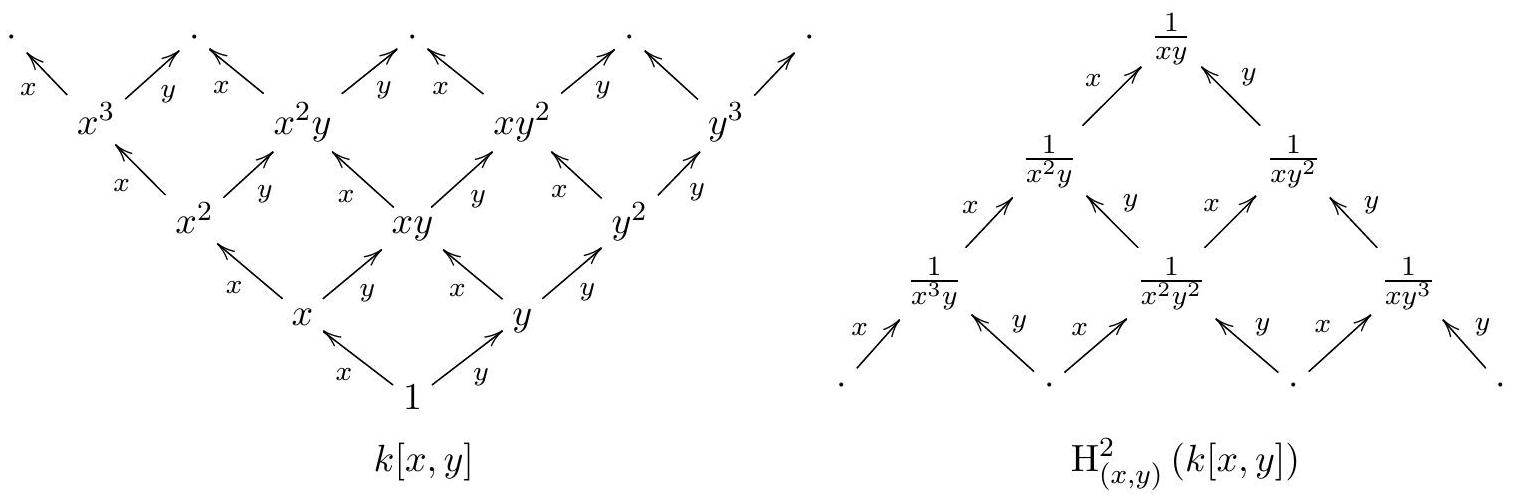 . . . . . $\frac{1}{xy}$
x y x y x y x y
$x^3$ $x^2y$ $xy^2$ $y^3$ $\frac{1}{x^2y}$ $\frac{1}{xy^2}$
x y x y x y x y x y
$x^2$ $xy$ $y^2$ $\frac{1}{x^3y}$ $\frac{1}{x^2y^2}$ $\frac{1}{xy^3}$
x y x y x y x y x y
x y . . . .
x y
1
$k[x, y]$ $\mathrm{H}^2_{(x,y)}(k[x, y])$